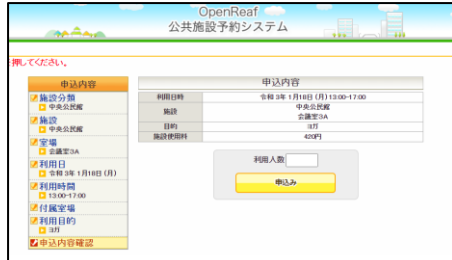 OpenReaf
公共施設予約システム
押してください。
申込内容
施設分類
中央公民館
施設
中央公民館
室場
会議室3A
利用日
令和 3年 1月18日 (月)
利用時間
13:00-17:00
付属室場
利用目的
ヨガ
申込内容確認
申込内容
利用日時 令和 3年 1月18日 (月) 13:00-17:00
施設 中央公民館
会議室3A
目的 ヨガ
施設使用料 420円
利用人数
申込み